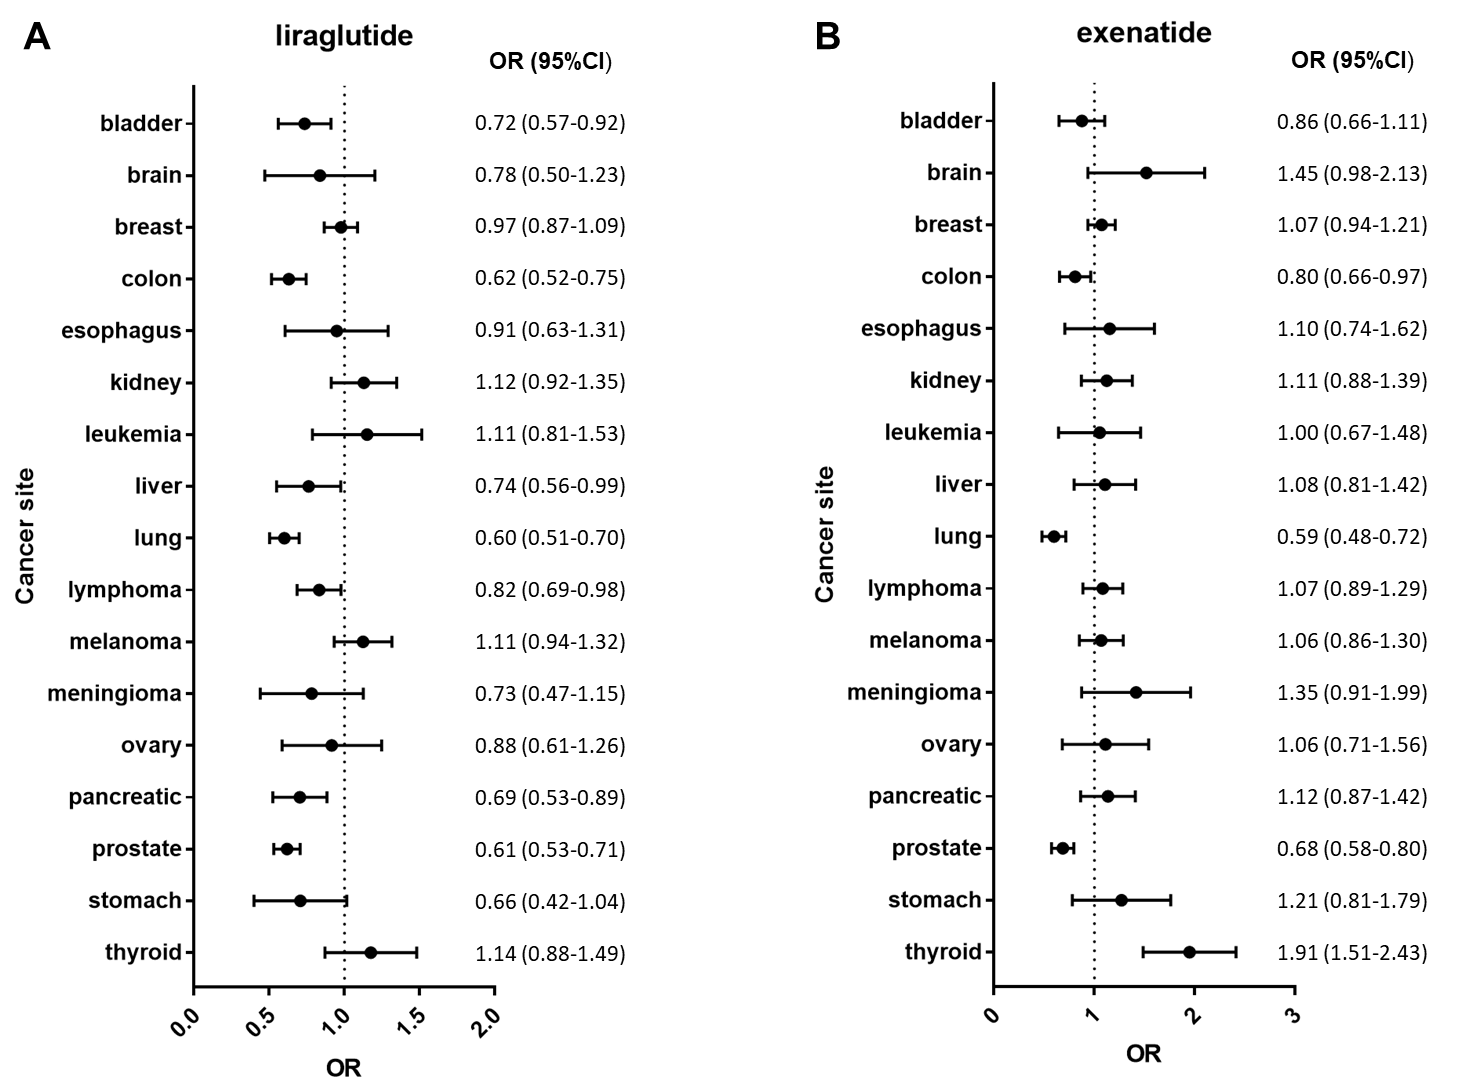 A
liraglutide
OR (95%CI)
bladder 0.72 (0.57-0.92)
brain 0.78 (0.50-1.23)
breast 0.97 (0.87-1.09)
colon 0.62 (0.52-0.75)
esophagus 0.91 (0.63-1.31)
kidney 1.12 (0.92-1.35)
leukemia 1.11 (0.81-1.53)
liver 0.74 (0.56-0.99)
lung 0.60 (0.51-0.70)
lymphoma 0.82 (0.69-0.98)
melanoma 1.11 (0.94-1.32)
meningioma 0.73 (0.47-1.15)
ovary 0.88 (0.61-1.26)
pancreatic 0.69 (0.53-0.89)
prostate 0.61 (0.53-0.71)
stomach 0.66 (0.42-1.04)
thyroid 1.14 (0.88-1.49)
Cancer site
0.0 0.5 1.0 1.5 2.0
OR
B
exenatide
OR (95%CI)
bladder 0.86 (0.66-1.11)
brain 1.45 (0.98-2.13)
breast 1.07 (0.94-1.21)
colon 0.80 (0.66-0.97)
esophagus 1.10 (0.74-1.62)
kidney 1.11 (0.88-1.39)
leukemia 1.00 (0.67-1.48)
liver 1.08 (0.81-1.42)
lung 0.59 (0.48-0.72)
lymphoma 1.07 (0.89-1.29)
melanoma 1.06 (0.86-1.30)
meningioma 1.35 (0.91-1.99)
ovary 1.06 (0.71-1.56)
pancreatic 1.12 (0.87-1.42)
prostate 0.68 (0.58-0.80)
stomach 1.21 (0.81-1.79)
thyroid 1.91 (1.51-2.43)
Cancer site
0 1 2 3
OR